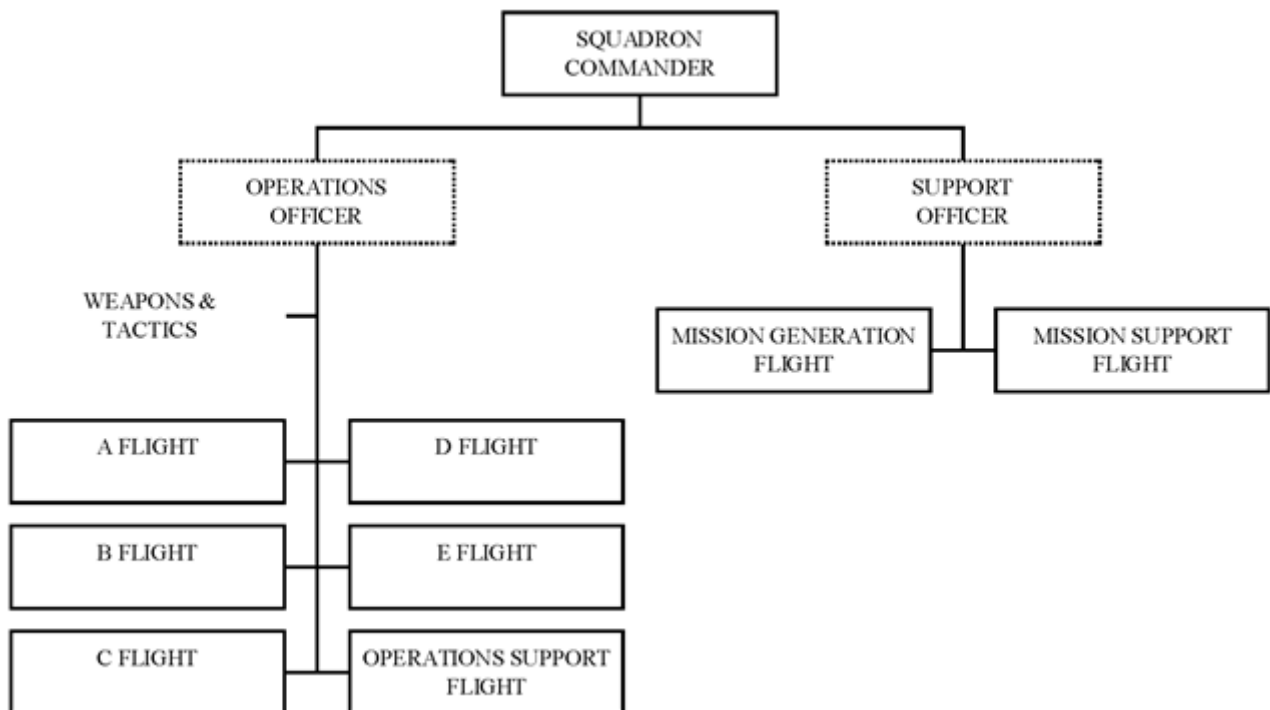 SQUADRON
COMMANDER
OPERATIONS
OFFICER
SUPPORT
OFFICER
WEAPONS &
TACTICS
MISSION GENERATION
FLIGHT
MISSION SUPPORT
FLIGHT
A FLIGHT
D FLIGHT
B FLIGHT
E FLIGHT
C FLIGHT
OPERATIONS SUPPORT
FLIGHT